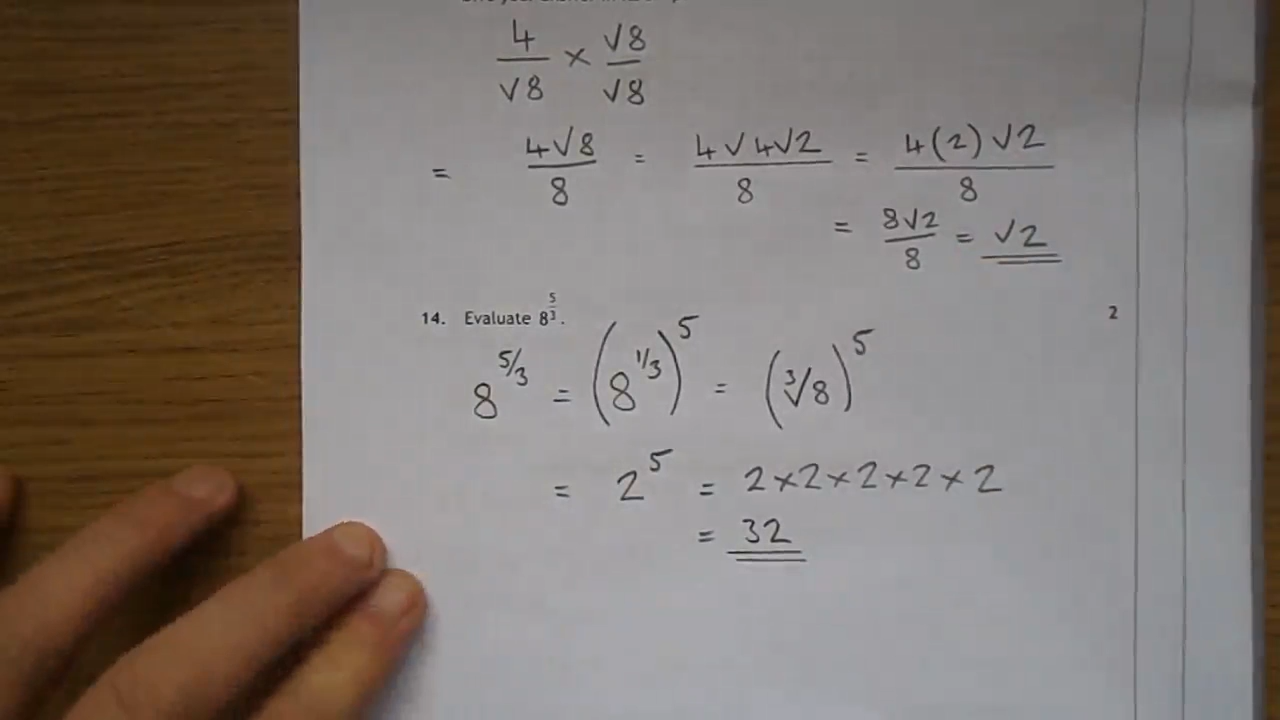 4/√8 × √8/√8
= 4√8/8 = 4√4√2/8 = 4(2)√2/8
= 8√2/8 = √2
14. Evaluate 8^(5/3). 2
8^(5/3) = (8^(1/3))^5 = (³√8)^5
= 2^5 = 2×2×2×2×2
= 32